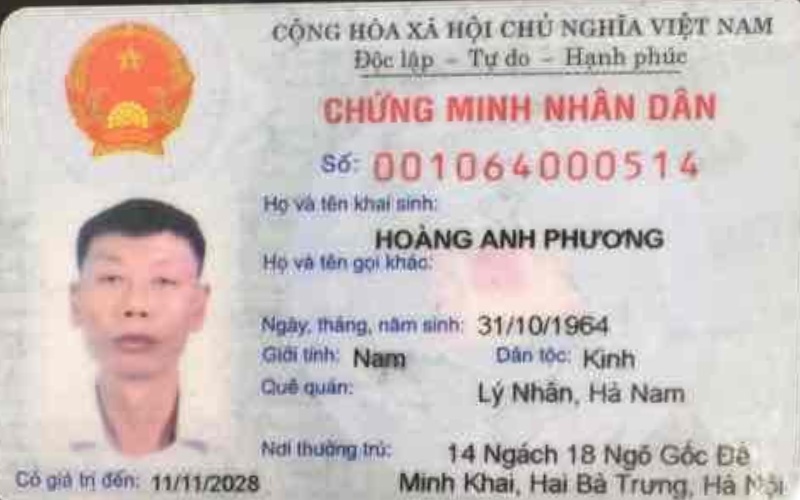 CỘNG HÒA XÃ HỘI CHỦ NGHĨA VIỆT NAM
Độc lập - Tự do - Hạnh phúc
CHỨNG MINH NHÂN DÂN
Số: 001064000514
Họ và tên khai sinh:
HOÀNG ANH PHƯƠNG
Họ và tên gọi khác:
Ngày, tháng, năm sinh: 31/10/1964
Giới tính: Nam Dân tộc: Kinh
Quê quán: Lý Nhân, Hà Nam
Nơi thường trú: 14 Ngách 18 Ngõ Gốc Đề
Minh Khai, Hai Bà Trưng, Hà Nội
Có giá trị đến: 11/11/2028